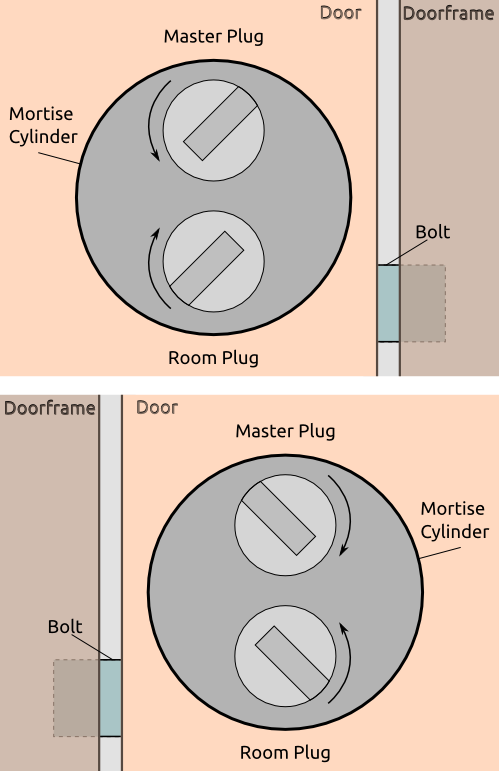 Door Doorframe
Master Plug
Mortise
Cylinder
Bolt
Room Plug
Doorframe Door
Master Plug
Mortise
Cylinder
Bolt
Room Plug